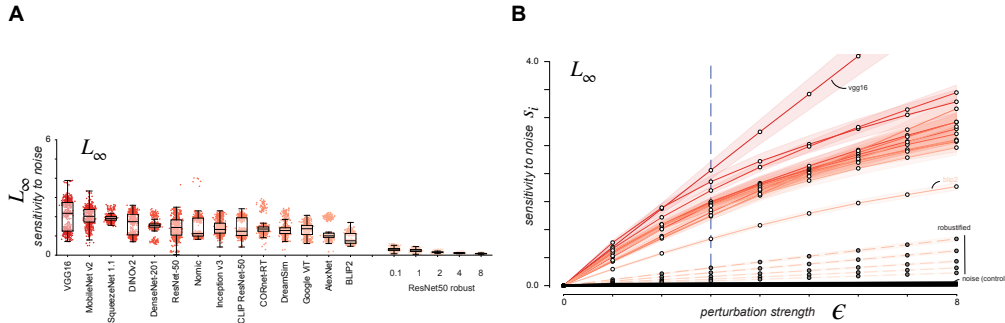 A
B
L∞
sensitivity to noise
L∞
6
0
VGG16
MobileNet v2
SqueezeNet 1.1
DINOv2
DenseNet-201
ResNet-50
Nomic
Inception v3
CLIP ResNet-50
CORnet-RT
DreamSim
Google ViT
AlexNet
BLIP2
0.1
1
2
4
8
ResNet50 robust
L∞
4.0
sensitivity Si
0.0
vgg16
blip2
robustified
noise (control
0
8
perturbation strength ϵ